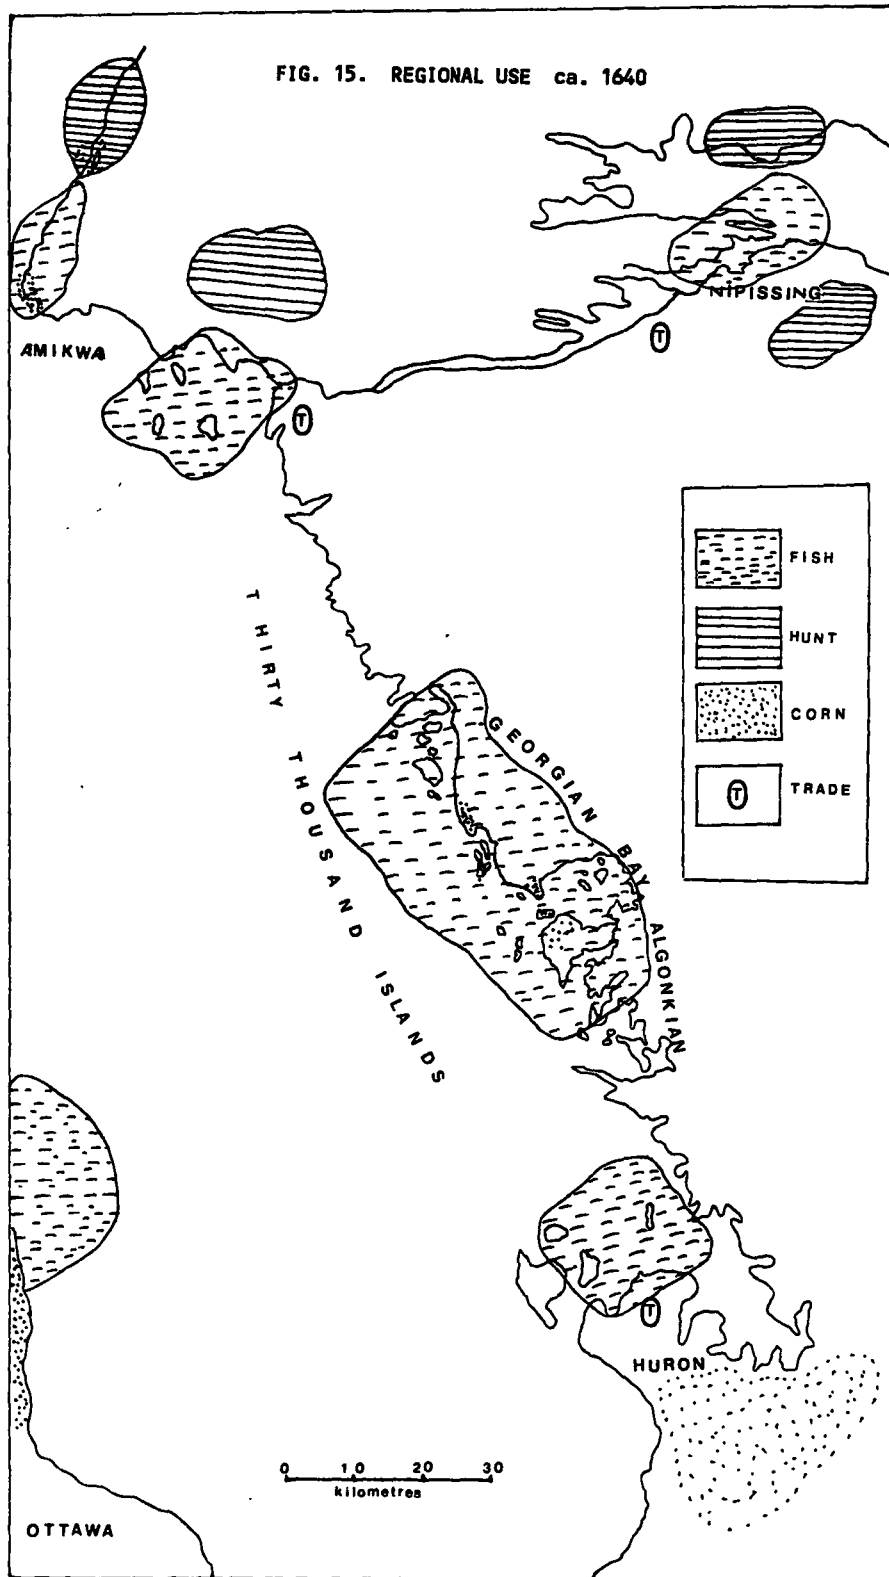 FIG. 15. REGIONAL USE ca. 1640
NIPISSING
AMIKWA
T
T
FISH
HUNT
CORN
T TRADE
THIRTY THOUSAND ISLANDS
GEORGIAN BAY ALGONKIAN
T
HURON
0 10 20 30
kilometres
OTTAWA